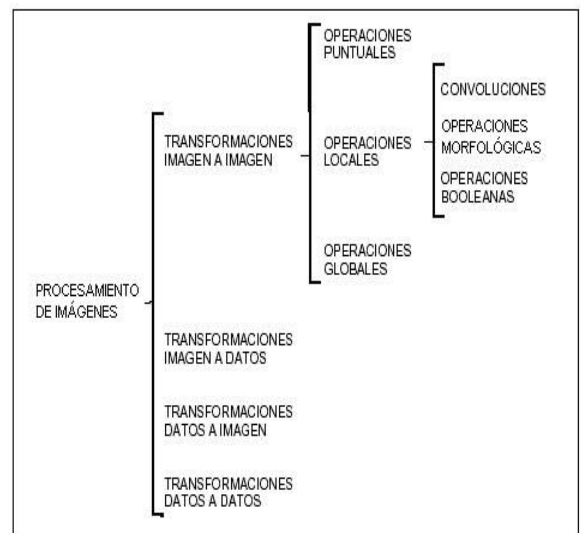 PROCESAMIENTO
DE IMÁGENES
TRANSFORMACIONES
IMAGEN A IMAGEN
OPERACIONES
PUNTUALES
OPERACIONES
LOCALES
CONVOLUCIONES
OPERACIONES
MORFOLÓGICAS
OPERACIONES
BOOLEANAS
OPERACIONES
GLOBALES
TRANSFORMACIONES
IMAGEN A DATOS
TRANSFORMACIONES
DATOS A IMAGEN
TRANSFORMACIONES
DATOS A DATOS